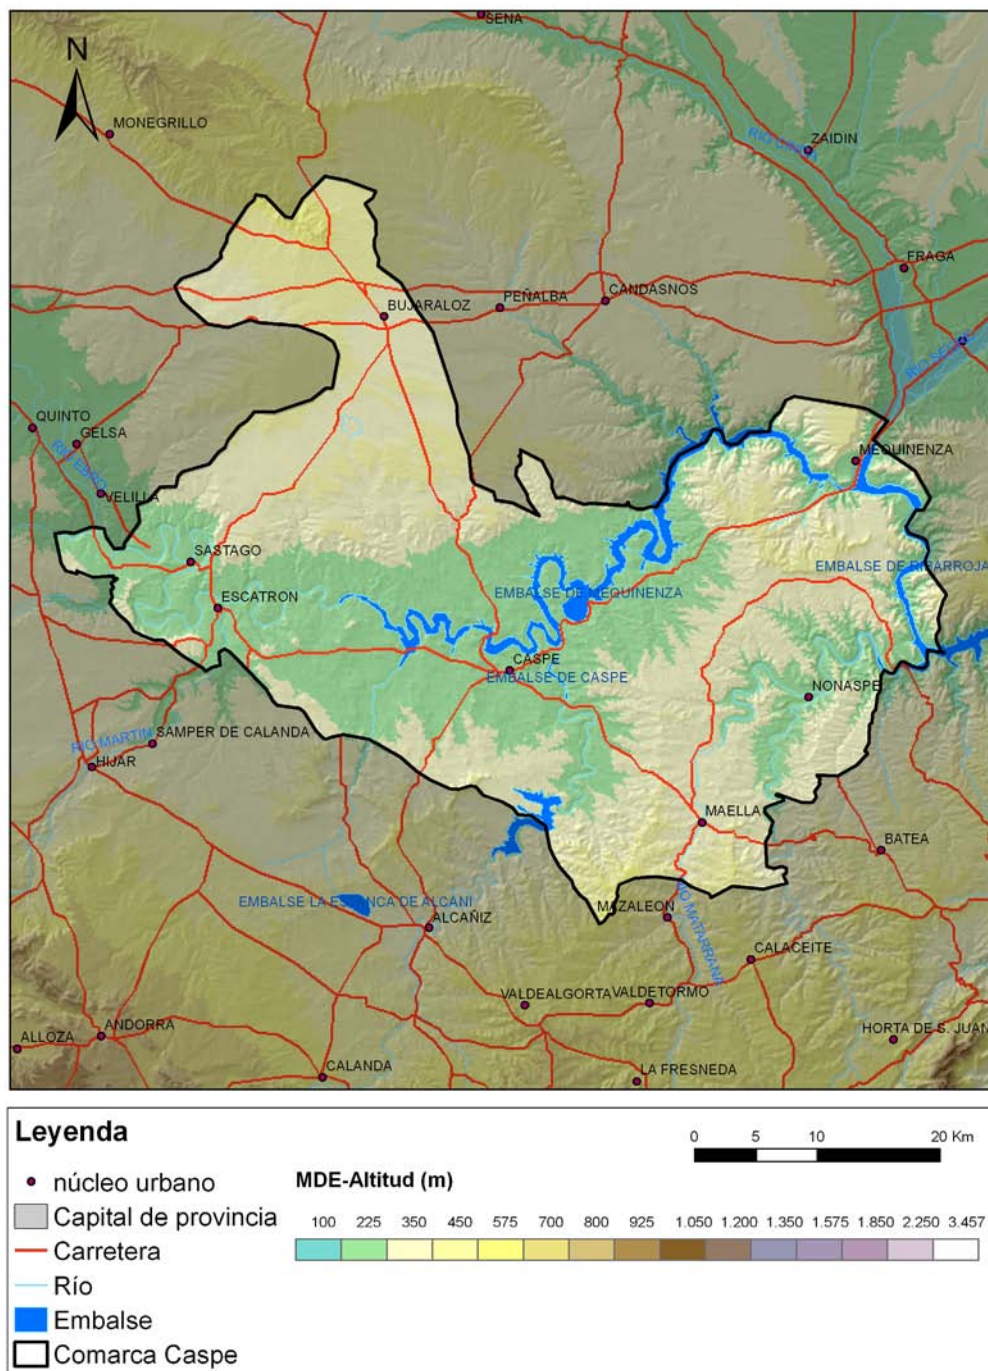 SENA
N
MONEGRILLO
ZAIDIN
RIO CINCA
FRAGA
BUJARALOZ
PEÑALBA
CANDASNOS
RIO SEGRE
QUINTO
GELSA
RIO EBRO
VELILLA
MEQUINENZA
SASTAGO
EMBALSE DE RIBARROJA
ESCATRON
EMBALSE DE MEQUINENZA
CASPE
EMBALSE DE CASPE
NONASPE
RIO MARTIN
SAMPER DE CALANDA
HIJAR
MAELLA
BATEA
EMBALSE LA ESTANCA DE ALCAÑI
ALCAÑIZ
MAZALEON
RIO MATARRAÑA
CALACEITE
VALDEALGORTA
VALDETORMO
ALLOZA
ANDORRA
HORTA DE S. JUAN
CALANDA
LA FRESNEDA
Leyenda
núcleo urbano
Capital de provincia
Carretera
Río
Embalse
Comarca Caspe
0 5 10 20 Km
MDE-Altitud (m)
100 225 350 450 575 700 800 925 1.050 1.200 1.350 1.575 1.850 2.250 3.457